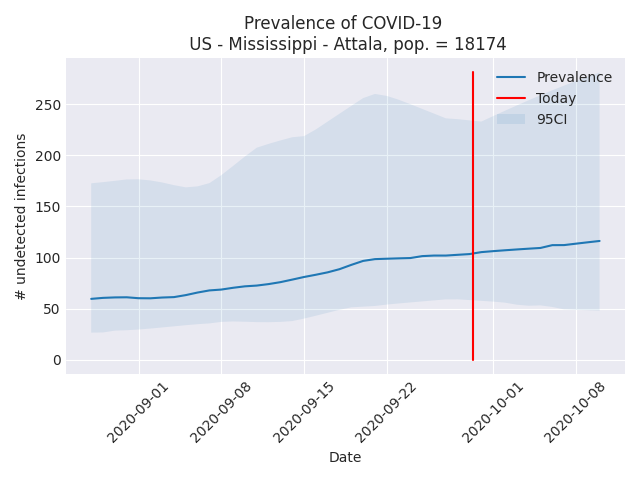 Prevalence of COVID-19
US - Mississippi - Attala, pop. = 18174
Prevalence
Today
95CI
# undetected infections
250
200
150
100
50
0
2020-09-01
2020-09-08
2020-09-15
2020-09-22
2020-10-01
2020-10-08
Date